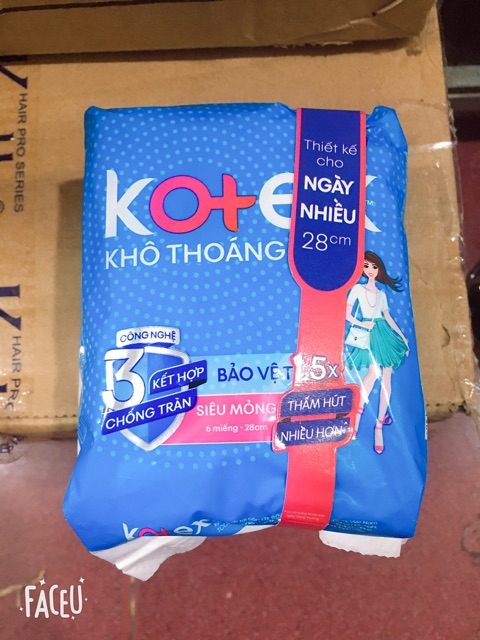 HAIR PRO SERIES
HAIR PRO
Thiết kế
cho
NGÀY
NHIỀU
28cm
KOTEX
KHÔ THOÁNG
CÔNG NGHỆ
3
KẾT HỢP
CHỐNG TRÀN
BẢO VỆ T
1.5x
SIÊU MỎNG
6 miếng - 28cm
THẤM HÚT
NHIỀU HƠN
kotex
FACEU